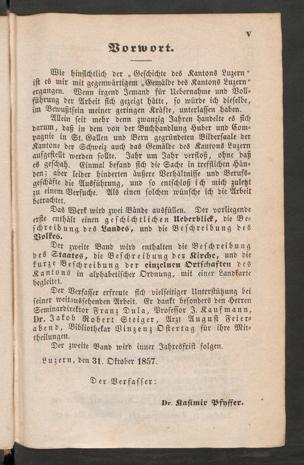 V
Vorwort.
Wie hinsichtlich der „Geschichte des Kantons Luzern“
ist es mir mit gegenwärtigem „Gemälde des Kantons Luzern“
ergangen. Wenn irgend Jemand für Uebernahme und Voll-
führung der Arbeit sich gezeigt hätte, so würde ich dieselbe,
im Bewußtsein meiner geringen Kräfte, unterlassen haben.
Allein seit mehr denn zwanzig Jahren handelte es sich
darum, daß in dem von der Buchhandlung Huber und Com-
pagnie in St. Gallen und Bern gegründeten Bildersaale der
Kantone der Schweiz auch das Gemälde des Kantons Luzern
aufgestellt werden sollte. Jahr um Jahr verfloß, ohne daß
es geschah. Einmal befand sich die Sache in trefflichen Hän-
den; aber leider hinderten äußere Verhältnisse und Berufs-
geschäfte die Ausführung, und so entschloß ich mich zuletzt
zu einem Versuche. Als einen solchen wünsche ich die Arbeit
betrachtet.
Das Werk wird zwei Bände ausfüllen. Der vorliegende
erste enthält einen geschichtlichen Ueberblick, die Be-
schreibung des Landes, und die Beschreibung des
Volkes.
Der zweite Band wird enthalten die Beschreibung
des Staates, die Beschreibung der Kirche, und die
kurze Beschreibung der einzelnen Ortschaften des
Kantons in alphabetischer Ordnung, mit einer Landkarte
begleitet.
Der Verfasser erfreute sich vielseitiger Unterstützung bei
seiner weitaussehenden Arbeit. Er dankt besonders den Herren
Seminardirektor Franz Dula, Professor J. Kaufmann,
Dr. Jakob Robert Steiger, Arzt August Feier-
abend, Bibliothekar Vinzenz Ostertag für ihre Mit-
theilungen.
Der zweite Band wird inner Jahresfrist folgen.
Luzern, den 31. Oktober 1857.
Der Verfasser:
Dr. Kasimir Pfyffer.